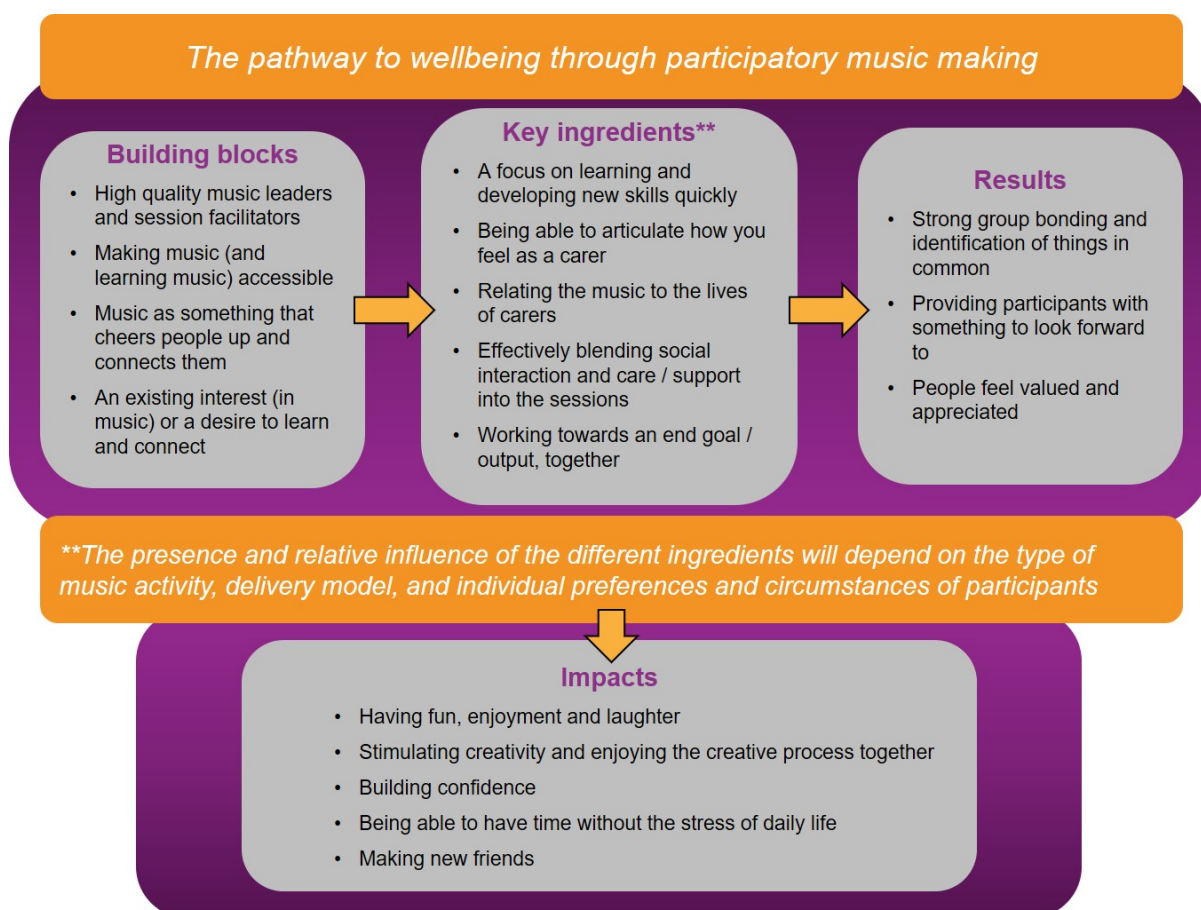 The pathway to wellbeing through participatory music making
Building blocks
• High quality music leaders
and session facilitators
• Making music (and
learning music) accessible
• Music as something that
cheers people up and
connects them
• An existing interest (in
music) or a desire to learn
and connect
Key ingredients**
• A focus on learning and
developing new skills quickly
• Being able to articulate how you
feel as a carer
• Relating the music to the lives
of carers
• Effectively blending social
interaction and care / support
into the sessions
• Working towards an end goal /
output, together
Results
• Strong group bonding and
identification of things in
common
• Providing participants with
something to look forward
to
• People feel valued and
appreciated
**The presence and relative influence of the different ingredients will depend on the type of
music activity, delivery model, and individual preferences and circumstances of participants
Impacts
• Having fun, enjoyment and laughter
• Stimulating creativity and enjoying the creative process together
• Building confidence
• Being able to have time without the stress of daily life
• Making new friends